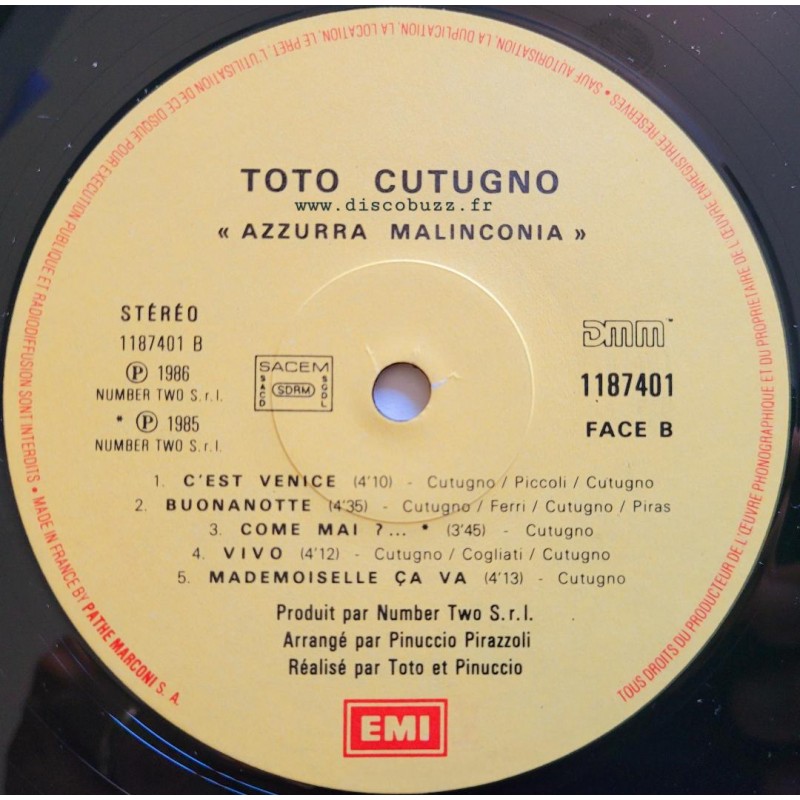 TOUS DROITS DU PRODUCTEUR DE L'ŒUVRE PHONOGRAPHIQUE ET DU PROPRIETAIRE DE L'ŒUVRE ENREGISTREE RESERVES • SAUF AUTORISATION, LA DUPLICATION, LA LOCATION, LE PRET, L'UTILISATION DE CE DISQUE POUR EXECUTION PUBLIQUE ET RADIODIFFUSION SONT INTERDITS • MADE IN FRANCE BY PATHE MARCONI S. A.
TOTO CUTUGNO
www.discobuzz.fr
« AZZURRA MALINCONIA »
STÉRÉO
1187401 B
Ⓟ 1986
NUMBER TWO S.r.l.
* Ⓟ 1985
NUMBER TWO S.r.l.
SACEM
SACD
SDRM
SGDL
DMM™
1187401
FACE B
1. C'EST VENICE (4'10) - Cutugno / Piccoli / Cutugno
2. BUONANOTTE (4'35) - Cutugno / Ferri / Cutugno / Piras
3. COME MAI ?... * (3'45) - Cutugno
4. VIVO (4'12) - Cutugno / Cogliati / Cutugno
5. MADEMOISELLE ÇA VA (4'13) - Cutugno
Produit par Number Two S.r.l.
Arrangé par Pinuccio Pirazzoli
Réalisé par Toto et Pinuccio
EMI